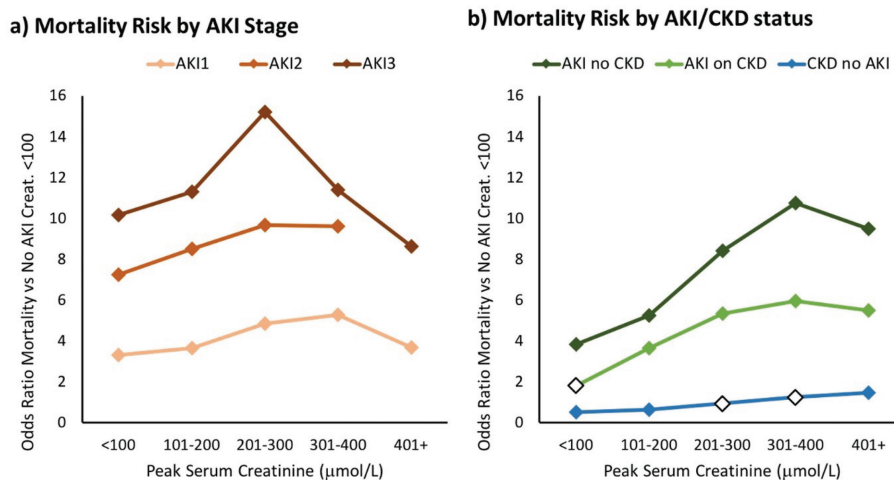 a) Mortality Risk by AKI Stage
AKI1 AKI2 AKI3
Odds Ratio Mortality vs No AKI Creat. <100
16
14
12
10
8
6
4
2
0
<100 101-200 201-300 301-400 401+
Peak Serum Creatinine (μmol/L)
b) Mortality Risk by AKI/CKD status
AKI no CKD AKI on CKD CKD no AKI
Odds Ratio Mortality vs No AKI Creat. <100
16
14
12
10
8
6
4
2
0
<100 101-200 201-300 301-400 401+
Peak Serum Creatinine (μmol/L)